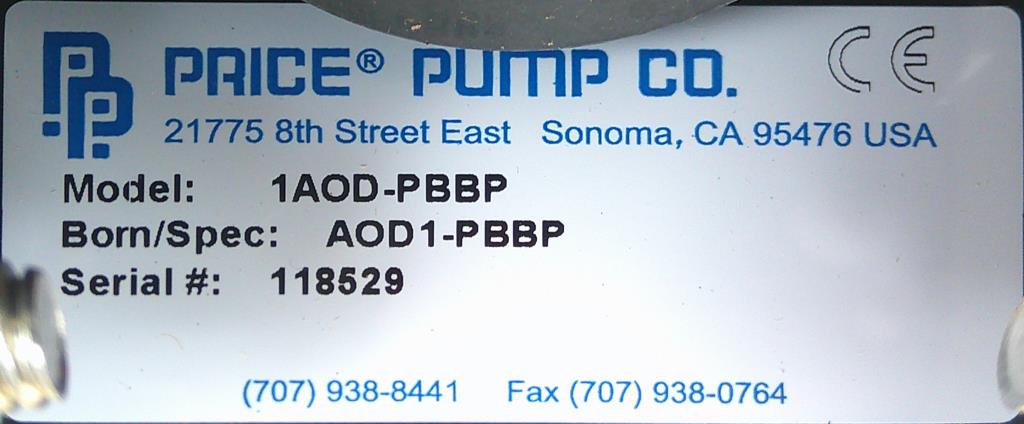 PRICE® PUMP CO. CE
21775 8th Street East Sonoma, CA 95476 USA
Model: 1AOD-PBBP
Born/Spec: AOD1-PBBP
Serial #: 118529
(707) 938-8441 Fax (707) 938-0764